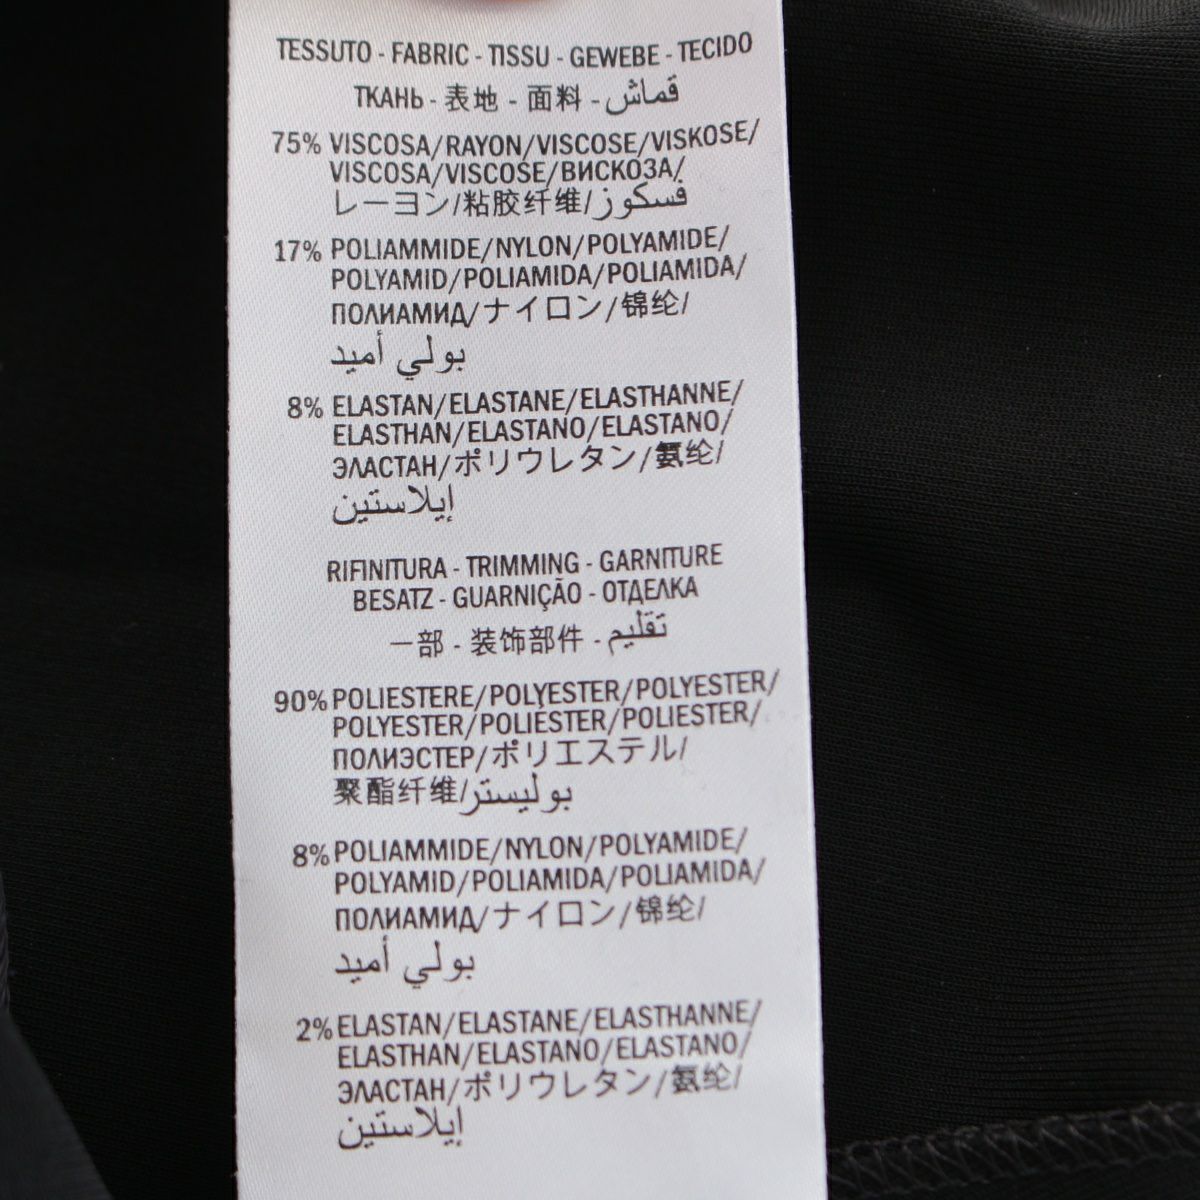 TESSUTO - FABRIC - TISSU - GEWEBE - TECIDO
ТКАНЬ - 表地 - 面料 - قماش
75% VISCOSA/RAYON/VISCOSE/VISKOSE/
VISCOSA/VISCOSE/ВИСКОЗА/
レーヨン/粘胶纤维/فسكوز
17% POLIAMMIDE/NYLON/POLYAMIDE/
POLYAMID/POLIAMIDA/POLIAMIDA/
ПОЛИАМИД/ナイロン/锦纶/
بولي أميد
8% ELASTAN/ELASTANE/ELASTHANNE/
ELASTHAN/ELASTANO/ELASTANO/
ЭЛАСТАН/ポリウレタン/氨纶/
إيلاستين
RIFINITURA - TRIMMING - GARNITURE
BESATZ - GUARNIÇÃO - ОТДЕЛКА
一部 - 装饰部件 - تقليم
90% POLIESTERE/POLYESTER/POLYESTER/
POLYESTER/POLIÉSTER/POLIESTER/
ПОЛИЭСТЕР/ポリエステル/
聚酯纤维/بوليستر
8% POLIAMMIDE/NYLON/POLYAMIDE/
POLYAMID/POLIAMIDA/POLIAMIDA/
ПОЛИАМИД/ナイロン/锦纶/
بولي أميد
2% ELASTAN/ELASTANE/ELASTHANNE/
ELASTHAN/ELASTANO/ELASTANO/
ЭЛАСТАН/ポリウレタン/氨纶/
إيلاستين